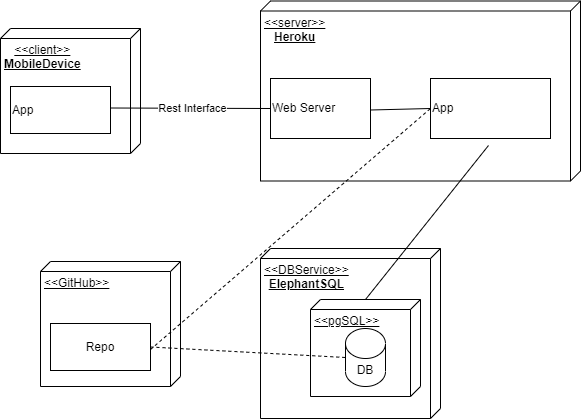 <<client>>
MobileDevice
App
Rest Interface
<<server>>
Heroku
Web Server
App
<<GitHub>>
Repo
<<DBService>>
ElephantSQL
<<pgSQL>>
DB